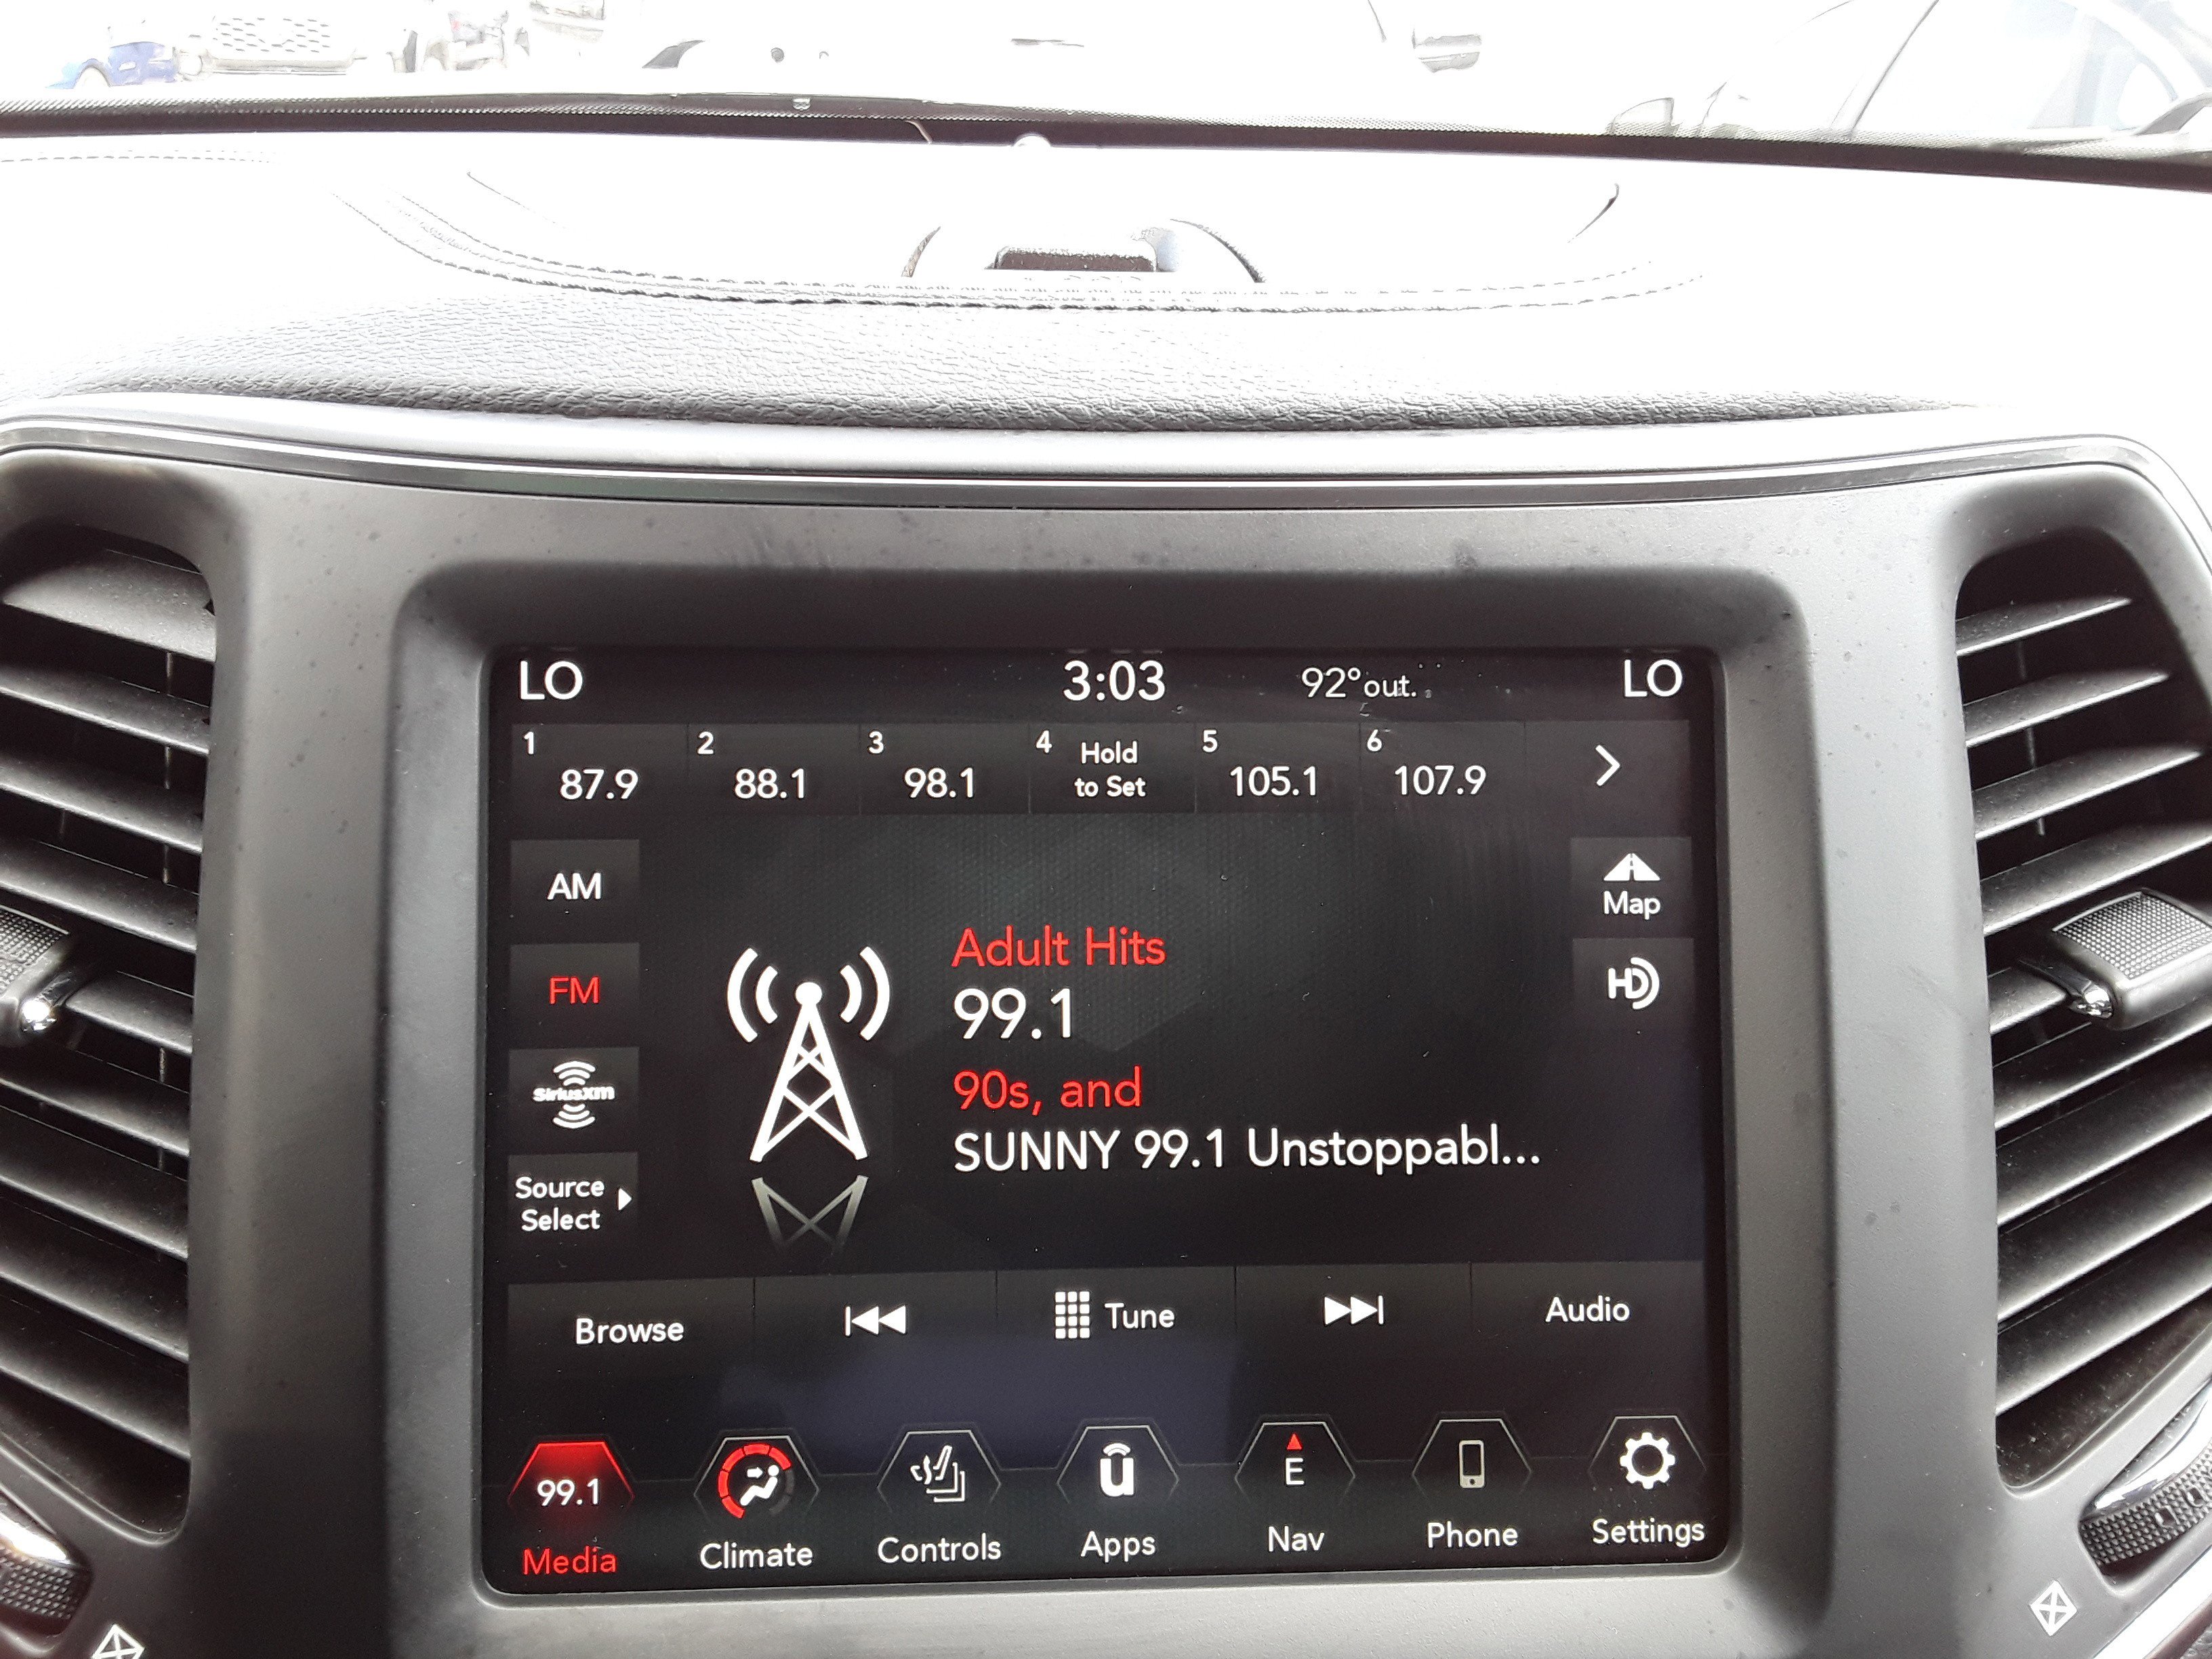 LO 3:03 92°out. LO
1 2 3 4 Hold 5 6
87.9 88.1 98.1 to Set 105.1 107.9
AM
Map
FM
HD
SiriusXM
Source
Select
Adult Hits
99.1
90s, and
SUNNY 99.1 Unstoppabl...
Browse Tune Audio
99.1 u E
Media Climate Controls Apps Nav Phone Settings